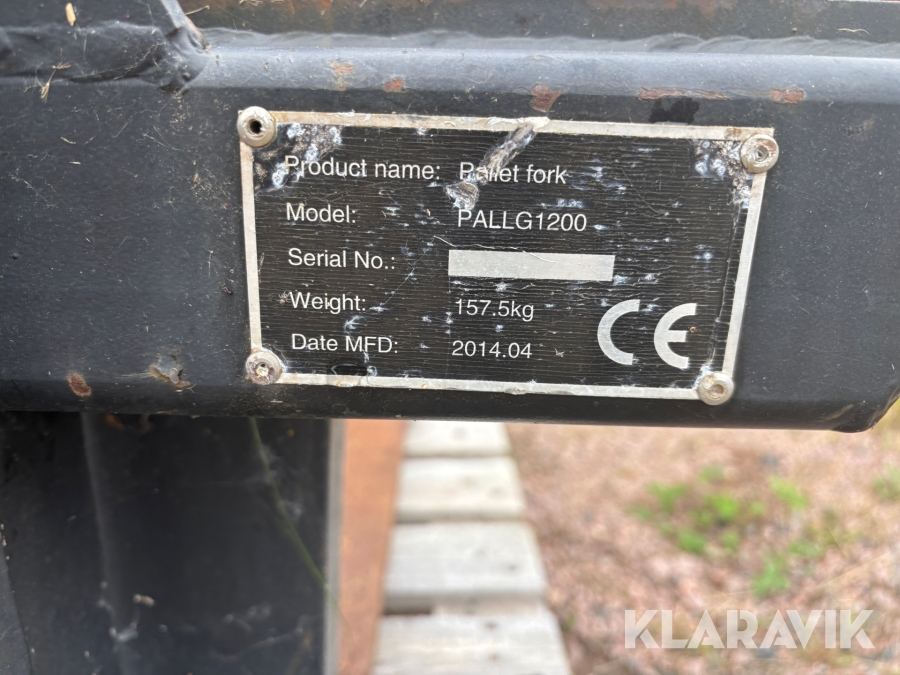 Product name: Pallet fork
Model: PALLG1200
Serial No.:
Weight: 157.5kg
Date MFD: 2014.04
CE
KLARAVIK